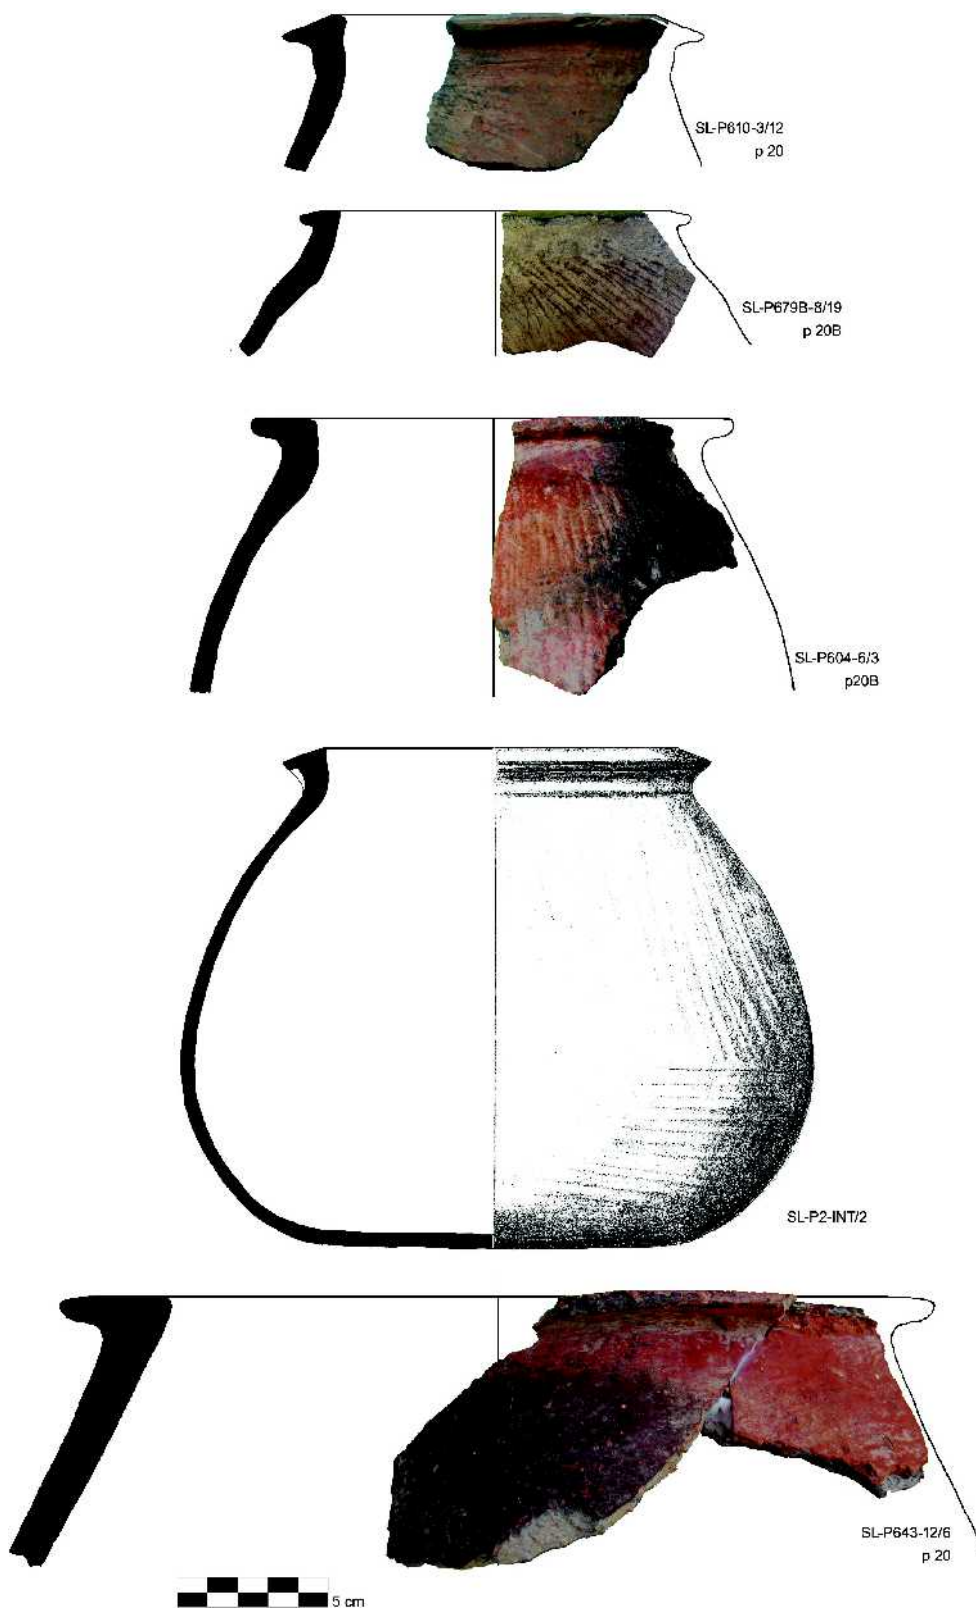 SL-P610-3/12
p 20
SL-P679B-8/19
p 20B
SL-P604-6/3
p20B
SL-P2-INT/2
SL-P643-12/6
p 20
5 cm